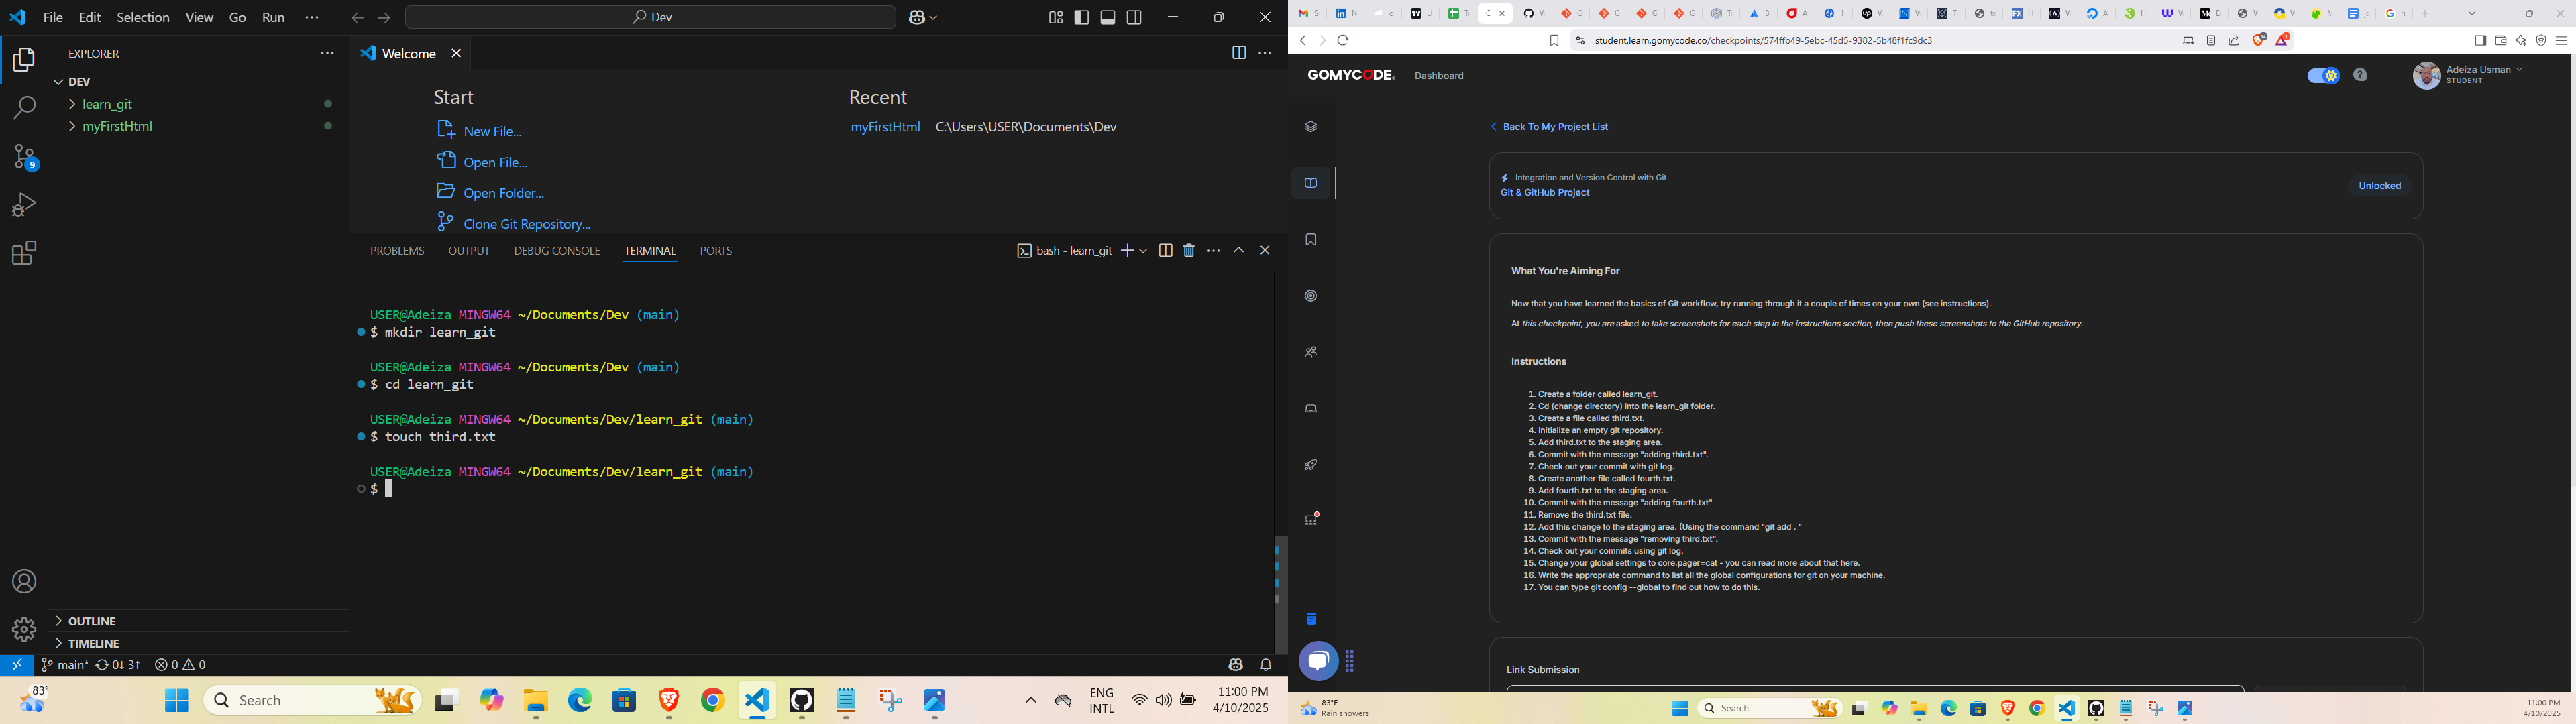 File Edit Selection View Go Run ...
Dev
EXPLORER
DEV
learn_git
myFirstHtml
9
OUTLINE
TIMELINE
Welcome
Start
New File...
Open File...
Open Folder...
Clone Git Repository...
Recent
myFirstHtml C:\Users\USER\Documents\Dev
PROBLEMS OUTPUT DEBUG CONSOLE TERMINAL PORTS
bash - learn_git
USER@Adeiza MINGW64 ~/Documents/Dev (main)
$ mkdir learn_git
USER@Adeiza MINGW64 ~/Documents/Dev (main)
$ cd learn_git
USER@Adeiza MINGW64 ~/Documents/Dev/learn_git (main)
$ touch third.txt
USER@Adeiza MINGW64 ~/Documents/Dev/learn_git (main)
$
main* 0↓ 3↑ 0 0
83°
Search
ENG
INTL
11:00 PM
4/10/2025
student.learn.gomycode.co/checkpoints/574ffb49-5ebc-45d5-9382-5b48f1fc9dc3
GOMYCODE
Dashboard
Adeiza Usman
STUDENT
Back To My Project List
Integration and Version Control with Git
Git & GitHub Project
Unlocked
What You're Aiming For
Now that you have learned the basics of Git workflow, try running through it a couple of times on your own (see instructions).
At this checkpoint, you are asked to take screenshots for each step in the instructions section, then push these screenshots to the GitHub repository.
Instructions
1. Create a folder called learn_git.
2. Cd (change directory) into the learn_git folder.
3. Create a file called third.txt.
4. Initialize an empty git repository.
5. Add third.txt to the staging area.
6. Commit with the message "adding third.txt".
7. Check out your commit with git log.
8. Create another file called fourth.txt.
9. Add fourth.txt to the staging area.
10. Commit with the message "adding fourth.txt"
11. Remove the third.txt file.
12. Add this change to the staging area. (Using the command "git add . "
13. Commit with the message "removing third.txt".
14. Check out your commits using git log.
15. Change your global settings to core.pager=cat - you can read more about that here.
16. Write the appropriate command to list all the global configurations for git on your machine.
17. You can type git config --global to find out how to do this.
Link Submission
83°F
Rain showers
Search
11:00 PM
4/10/2025